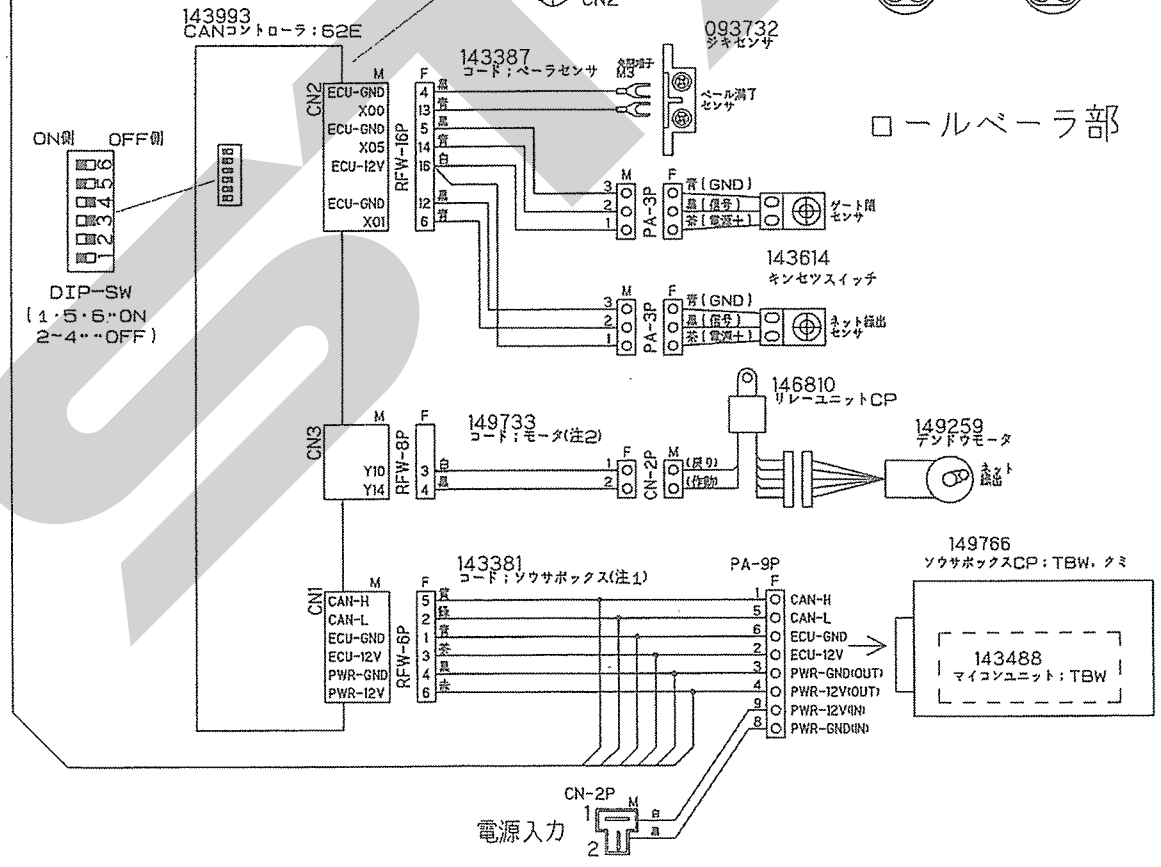 CN2
143993
CANコントローラ:62E
ON側 OFF側
1 2 3 4 5 6
DIP-SW
(1・5・6‥ON
2~4‥‥OFF)
CN2
M
ECU-GND
X00
ECU-GND
X05
ECU-12V
ECU-GND
X01
RFW-16P
F
4 黒
13 青
5 黒
14 青
16 白
12 黒
6 青
143387
コード;ベーラセンサ
M3
093732
ジキセンサ
ベール満了
センサ
ロールベーラ部
M
3
2
1
PA-3P
F
青(GND)
黒(信号)
茶(電源+)
ゲート閉
センサ
143614
キンセツスイッチ
M
3
2
1
PA-3P
F
青(GND)
黒(信号)
茶(電源+)
ネット繰出
センサ
CN3
M
Y10
Y14
RFW-8P
F
3 白
4 黒
149733
コード;モータ(注2)
F
1
2
CN-2P
M
(戻り)
(作動)
146810
リレーユニットCP
149259
デンドウモータ
ネット
繰出
CN1
M
CAN-H
CAN-L
ECU-GND
ECU-12V
PWR-GND
PWR-12V
RFW-6P
F
5 青
2 緑
1 青
3 茶
4 黒
6 赤
143381
コード;ソウサボックス(注1)
PA-9P
F
1 CAN-H
5 CAN-L
6 ECU-GND
2 ECU-12V
3 PWR-GND(OUT)
4 PWR-12V(OUT)
9 PWR-12V(IN)
8 PWR-GND(IN)
149766
ソウサボックスCP:TBW,クミ
143488
マイコンユニット;TBW
CN-2P
M
1 白
2 黒
電源入力